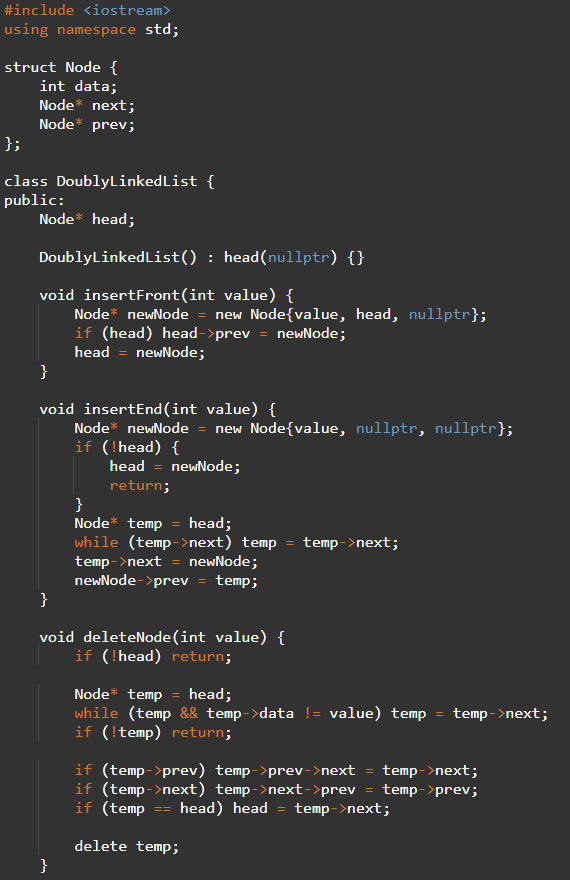 #include <iostream>
using namespace std;

struct Node {
    int data;
    Node* next;
    Node* prev;
};

class DoublyLinkedList {
public:
    Node* head;

    DoublyLinkedList() : head(nullptr) {}

    void insertFront(int value) {
        Node* newNode = new Node{value, head, nullptr};
        if (head) head->prev = newNode;
        head = newNode;
    }

    void insertEnd(int value) {
        Node* newNode = new Node{value, nullptr, nullptr};
        if (!head) {
            head = newNode;
            return;
        }
        Node* temp = head;
        while (temp->next) temp = temp->next;
        temp->next = newNode;
        newNode->prev = temp;
    }

    void deleteNode(int value) {
        if (!head) return;

        Node* temp = head;
        while (temp && temp->data != value) temp = temp->next;
        if (!temp) return;

        if (temp->prev) temp->prev->next = temp->next;
        if (temp->next) temp->next->prev = temp->prev;
        if (temp == head) head = temp->next;

        delete temp;
    }